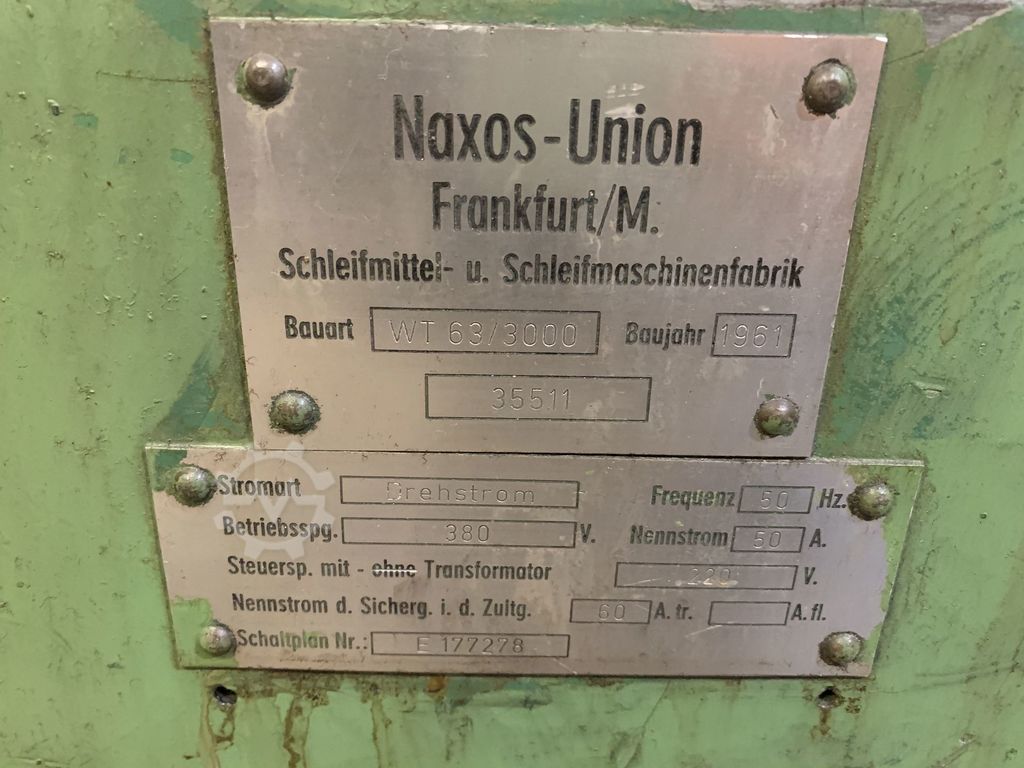 Naxos-Union
Frankfurt/M.
Schleifmittel- u. Schleifmaschinenfabrik
Bauart WT 63/3000 Baujahr 1961
35511
Stromart Drehstrom Frequenz 50 Hz.
Betriebsspg. 380 V. Nennstrom 50 A.
Steuersp. mit - ohne Transformator 220 V.
Nennstrom d. Sicherg. i. d. Zultg. 60 A.tr. A.fl.
Schaltplan Nr.: E 177278